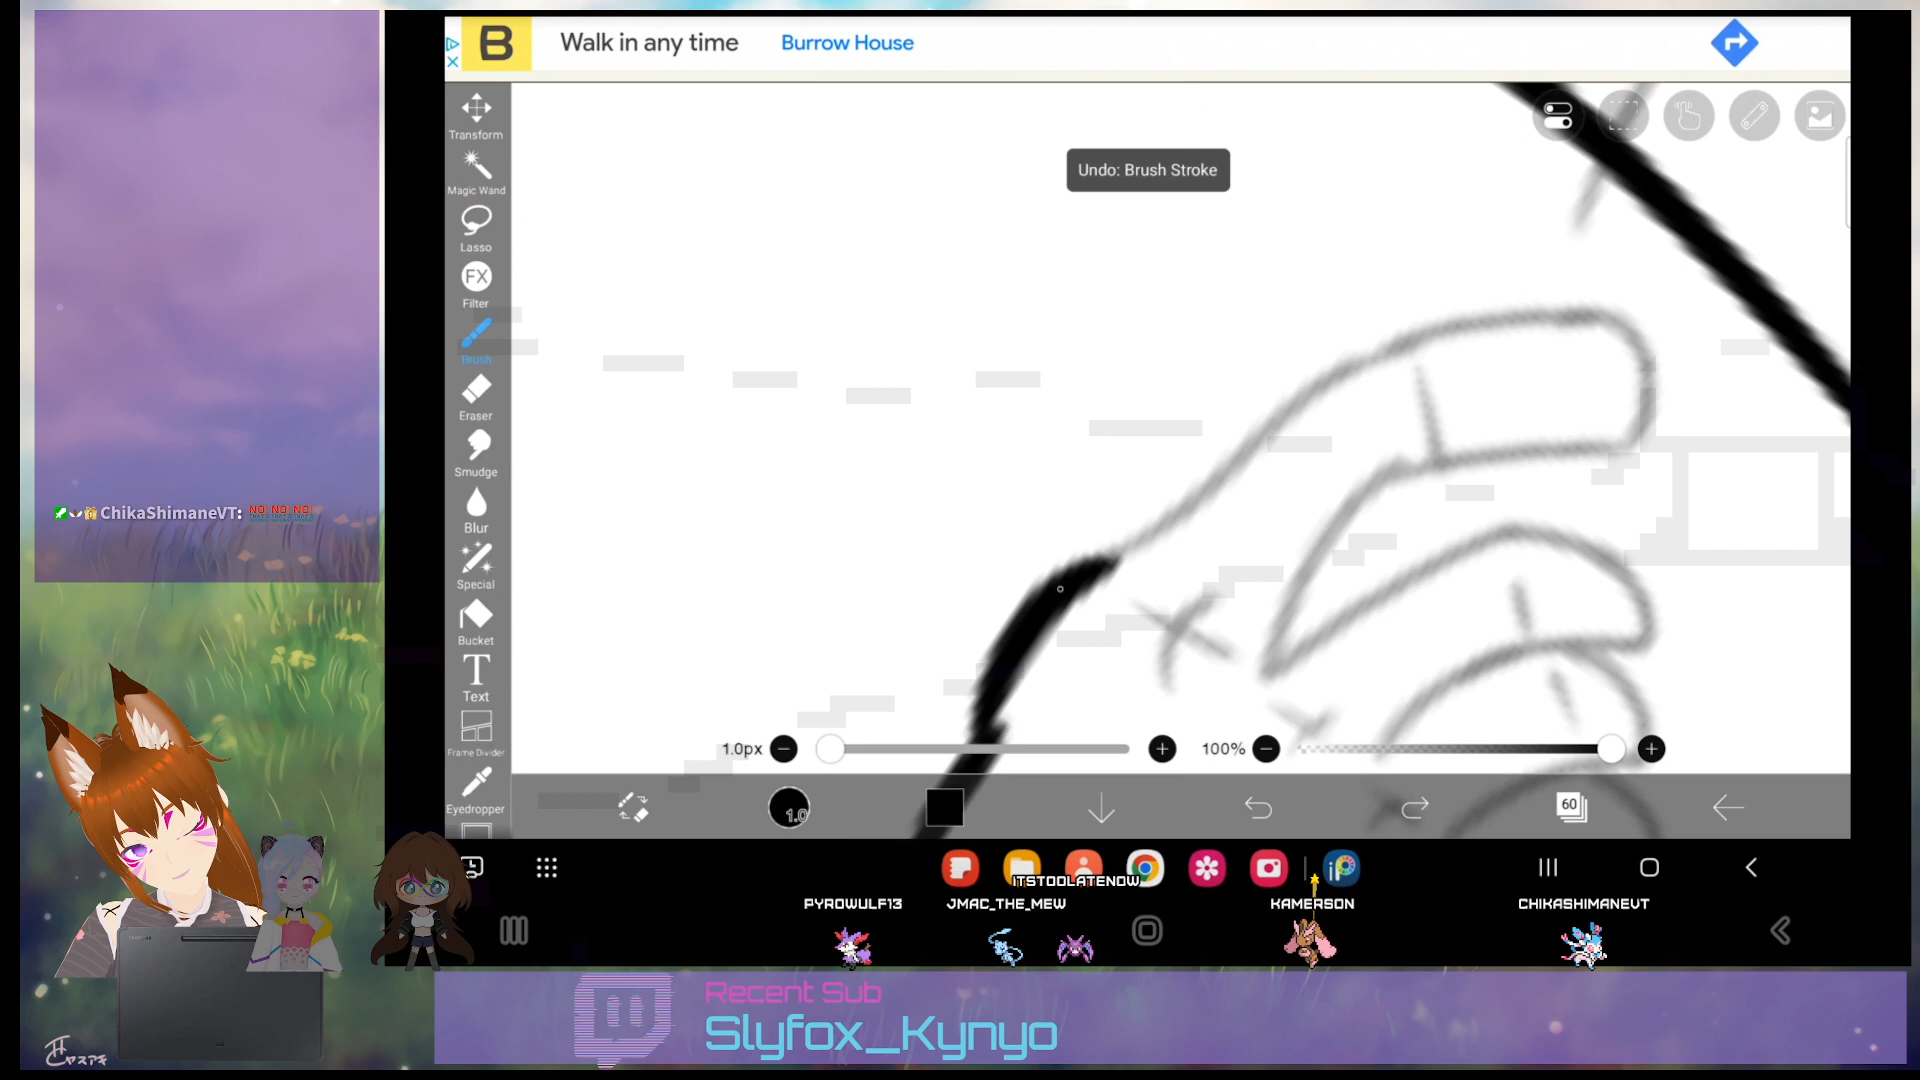 B
Walk in any time
Burrow House
Transform
Undo: Brush Stroke
Magic Wand
Lasso
FX
Filter
Brush
Eraser
Smudge
ChikaShimaneVT: NO! NO! NO!
Blur
Special
Bucket
T
Text
Frame Divider
1.0px
100%
Eyedropper
1.0
60
ITSTOOLATENOW
PYROWULF13
JMAC_THE_MEW
KAMERSON
CHIKASHIMANEVT
Recent Sub
Slyfox_Kynyo